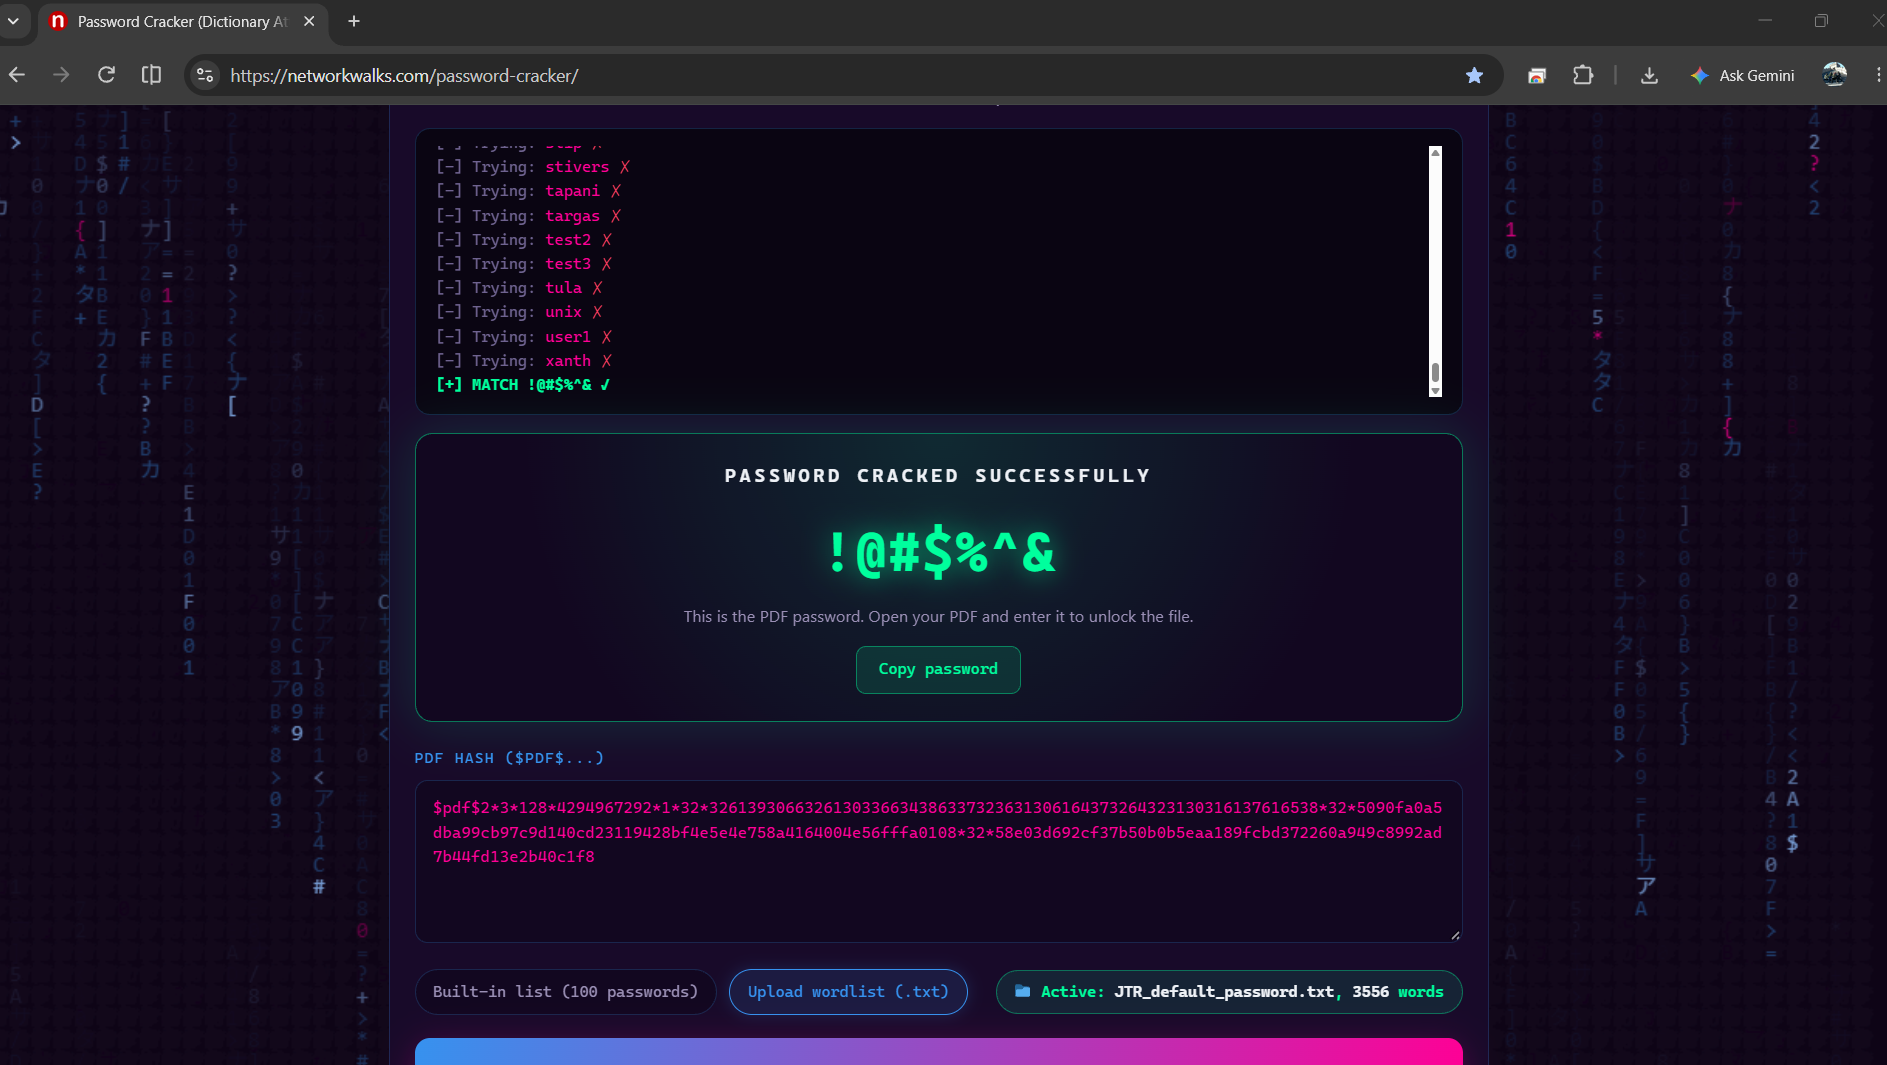 Password Cracker (Dictionary At
https://networkwalks.com/password-cracker/
Ask Gemini
[-] Trying: stip ✗
[-] Trying: stivers ✗
[-] Trying: tapani ✗
[-] Trying: targas ✗
[-] Trying: test2 ✗
[-] Trying: test3 ✗
[-] Trying: tula ✗
[-] Trying: unix ✗
[-] Trying: user1 ✗
[-] Trying: xanth ✗
[+] MATCH !@#$%^& ✓
PASSWORD CRACKED SUCCESSFULLY
!@#$%^&
This is the PDF password. Open your PDF and enter it to unlock the file.
Copy password
PDF HASH ($PDF$...)
$pdf$2*3*128*4294967292*1*32*3261393066326130336634386337323631306164373264323130316137616538*32*5090fa0a5
dba99cb97c9d140cd23119428bf4e5e4e758a4164004e56fffa0108*32*58e03d692cf37b50b0b5eaa189fcbd372260a949c8992ad
7b44fd13e2b40c1f8
Built-in list (100 passwords)
Upload wordlist (.txt)
Active: JTR_default_password.txt, 3556 words